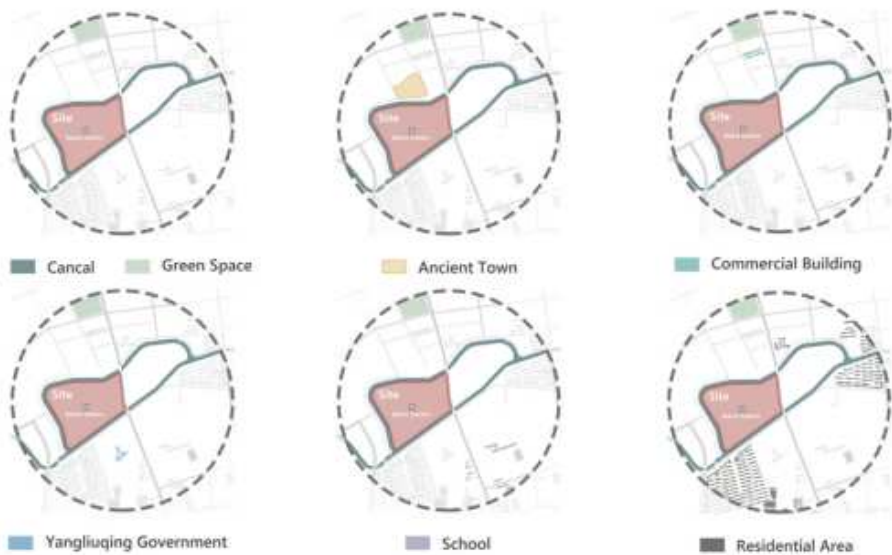 Site
Site
Site
Cancal
Green Space
Ancient Town
Commercial Building
Site
Site
Site
Yangliuqing Government
School
Residential Area